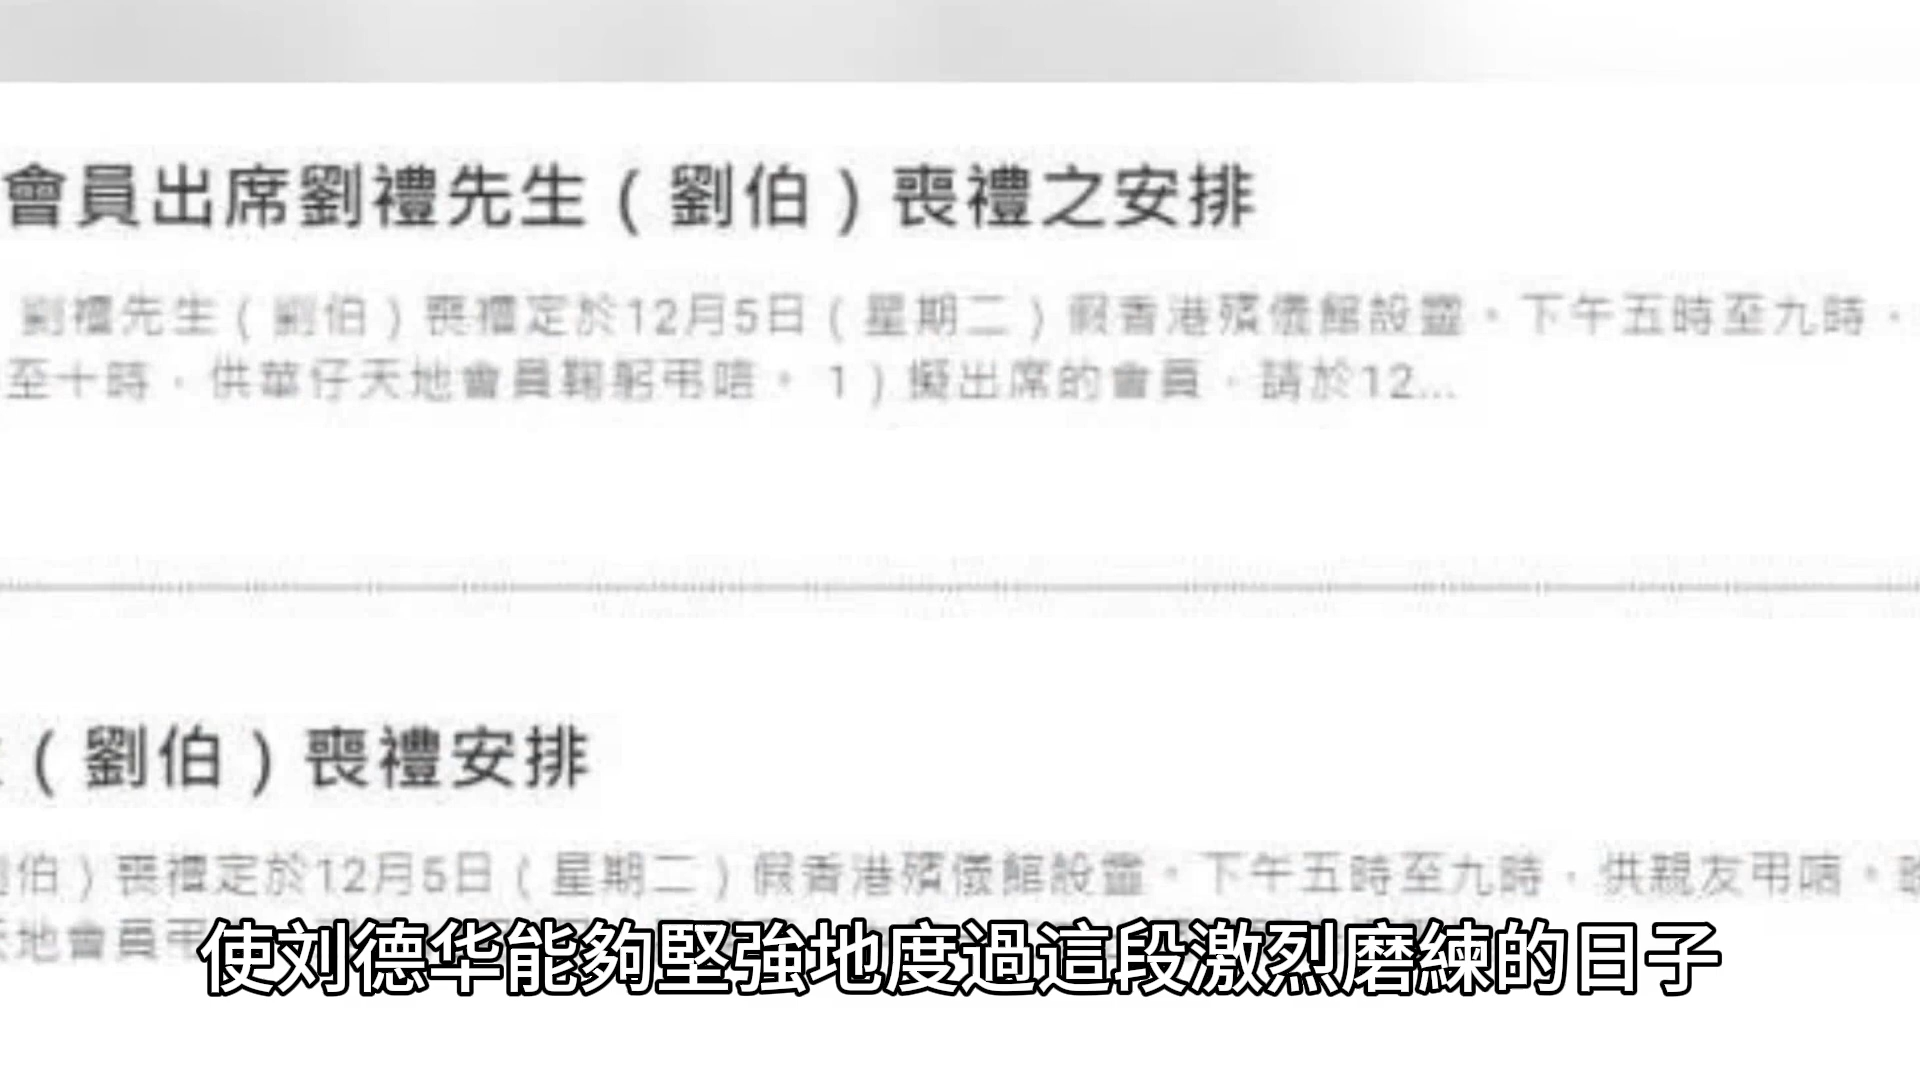 會員出席劉禮先生(劉伯)喪禮之安排
劉禮先生(劉伯)喪禮定於12月5日(星期二)假香港殯儀館設靈。下午五時至九時,
至十時,供華仔天地會員鞠躬弔唁。 1)擬出席的會員,請於12...
(劉伯)喪禮安排
伯)喪禮定於12月5日(星期二)假香港殯儀館設靈。下午五時至九時,供親友弔唁。
地會員弔
使刘德华能夠堅強地度過這段激烈磨練的日子